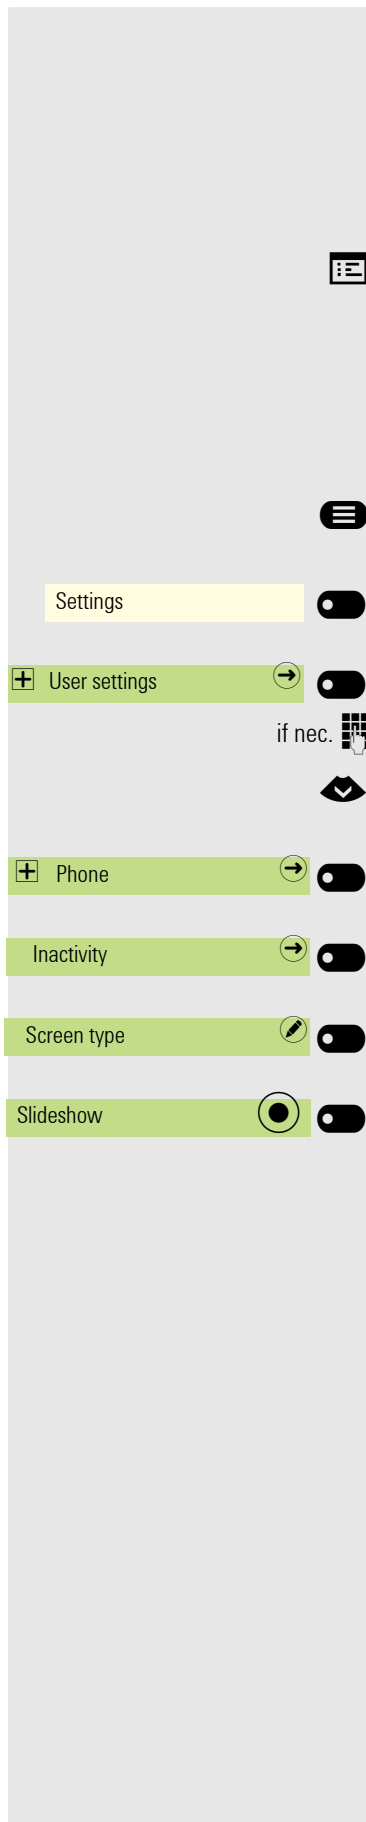 Settings
User settings
if nec.
Phone
Inactivity
Screen type
Slideshow